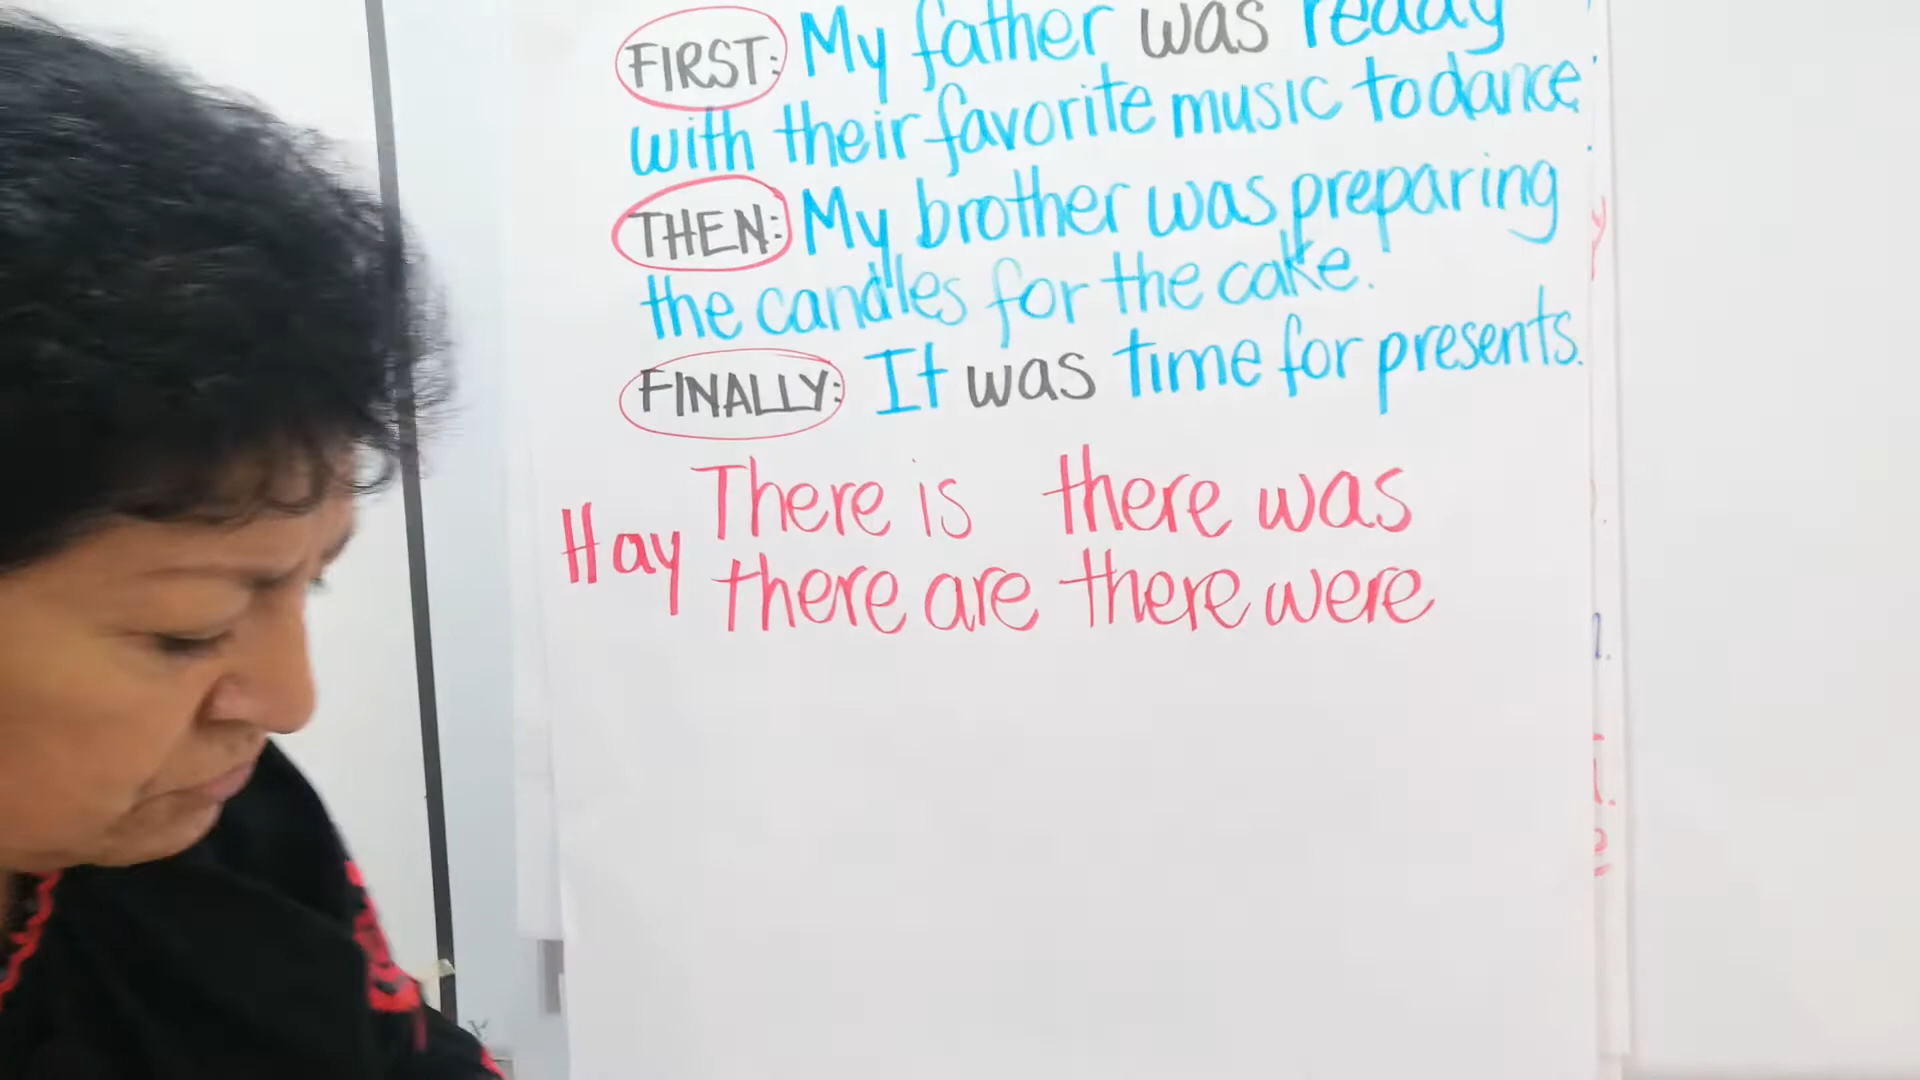 FIRST: My father was ready
with their favorite music to dance.
THEN: My brother was preparing
the candles for the cake.
FINALLY: It was time for presents.
There is there was
Hay
there are there were